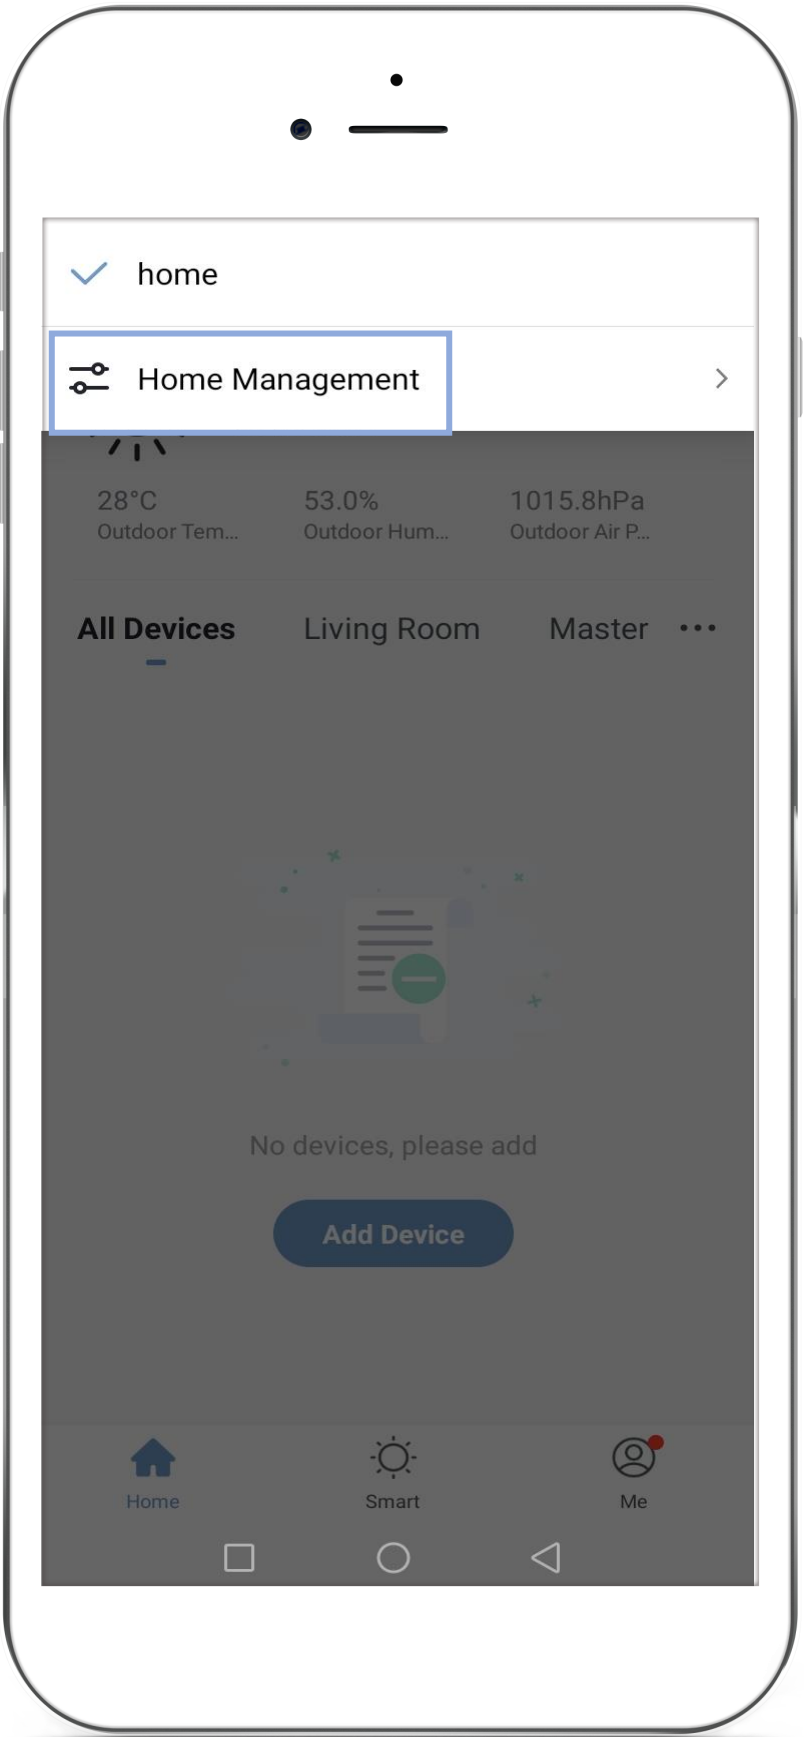 home
Home Management
28°C 53.0% 1015.8hPa
Outdoor Tem... Outdoor Hum... Outdoor Air P...
All Devices Living Room Master
No devices, please add
Add Device
Home Smart Me